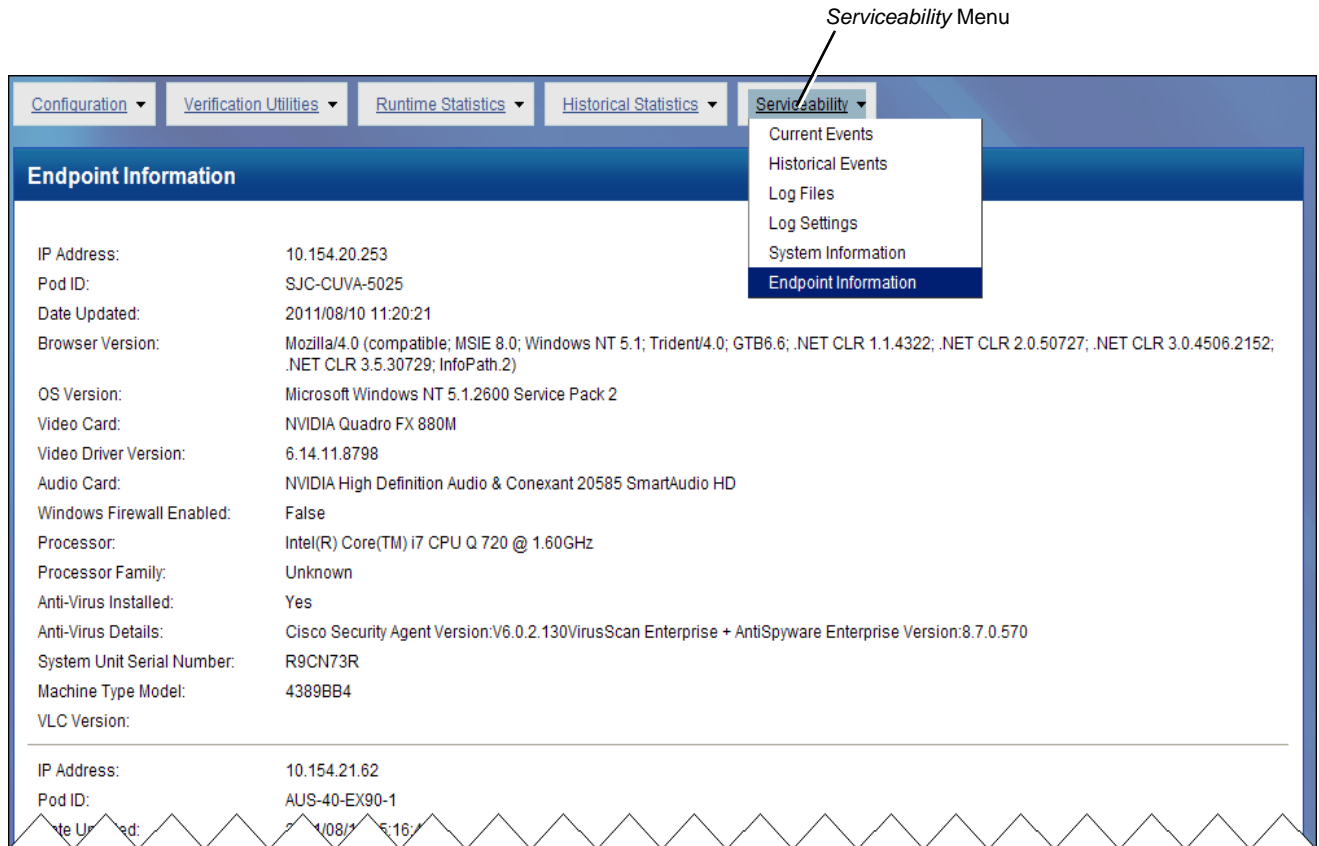 Serviceability Menu
Configuration
Verification Utilities
Runtime Statistics
Historical Statistics
Serviceability
Current Events
Historical Events
Log Files
Log Settings
System Information
Endpoint Information
Endpoint Information
IP Address: 10.154.20.253
Pod ID: SJC-CUVA-5025
Date Updated: 2011/08/10 11:20:21
Browser Version: Mozilla/4.0 (compatible; MSIE 8.0; Windows NT 5.1; Trident/4.0; GTB6.6; .NET CLR 1.1.4322; .NET CLR 2.0.50727; .NET CLR 3.0.4506.2152;
.NET CLR 3.5.30729; InfoPath.2)
OS Version: Microsoft Windows NT 5.1.2600 Service Pack 2
Video Card: NVIDIA Quadro FX 880M
Video Driver Version: 6.14.11.8798
Audio Card: NVIDIA High Definition Audio & Conexant 20585 SmartAudio HD
Windows Firewall Enabled: False
Processor: Intel(R) Core(TM) i7 CPU Q 720 @ 1.60GHz
Processor Family: Unknown
Anti-Virus Installed: Yes
Anti-Virus Details: Cisco Security Agent Version:V6.0.2.130VirusScan Enterprise + AntiSpyware Enterprise Version:8.7.0.570
System Unit Serial Number: R9CN73R
Machine Type Model: 4389BB4
VLC Version:
IP Address: 10.154.21.62
Pod ID: AUS-40-EX90-1